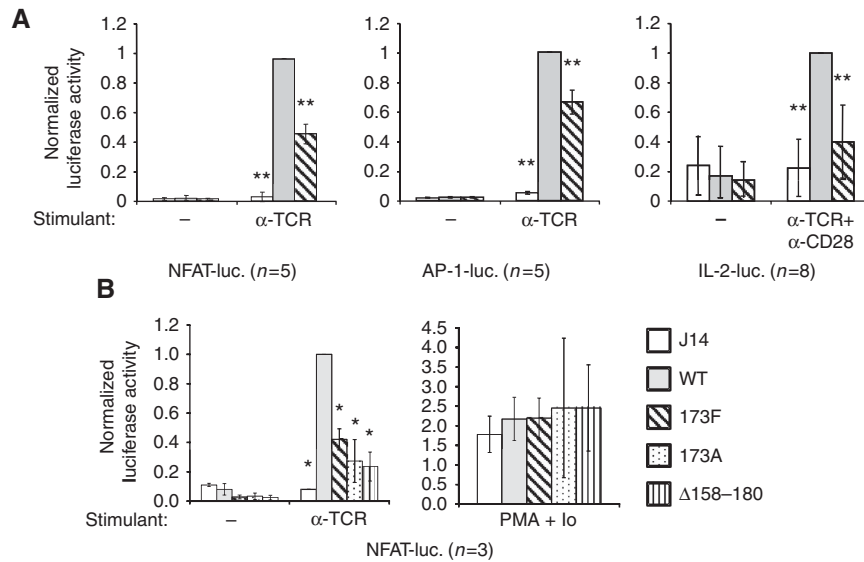 A
Normalized
luciferase activity
1.2
1
0.8
0.6
0.4
0.2
0
**
**
Stimulant:
–
α-TCR
NFAT-luc. (n=5)
1.2
1
0.8
0.6
0.4
0.2
0
**
**
–
α-TCR
AP-1-luc. (n=5)
1.2
1
0.8
0.6
0.4
0.2
0
**
**
–
α-TCR+
α-CD28
IL-2-luc. (n=8)
B
Normalized
luciferase activity
1.2
1.0
0.8
0.6
0.4
0.2
0.0
*
*
*
*
Stimulant:
–
α-TCR
4.5
4.0
3.5
3.0
2.5
2.0
1.5
1.0
0.5
0.0
PMA + Io
NFAT-luc. (n=3)
J14
WT
173F
173A
Δ158–180